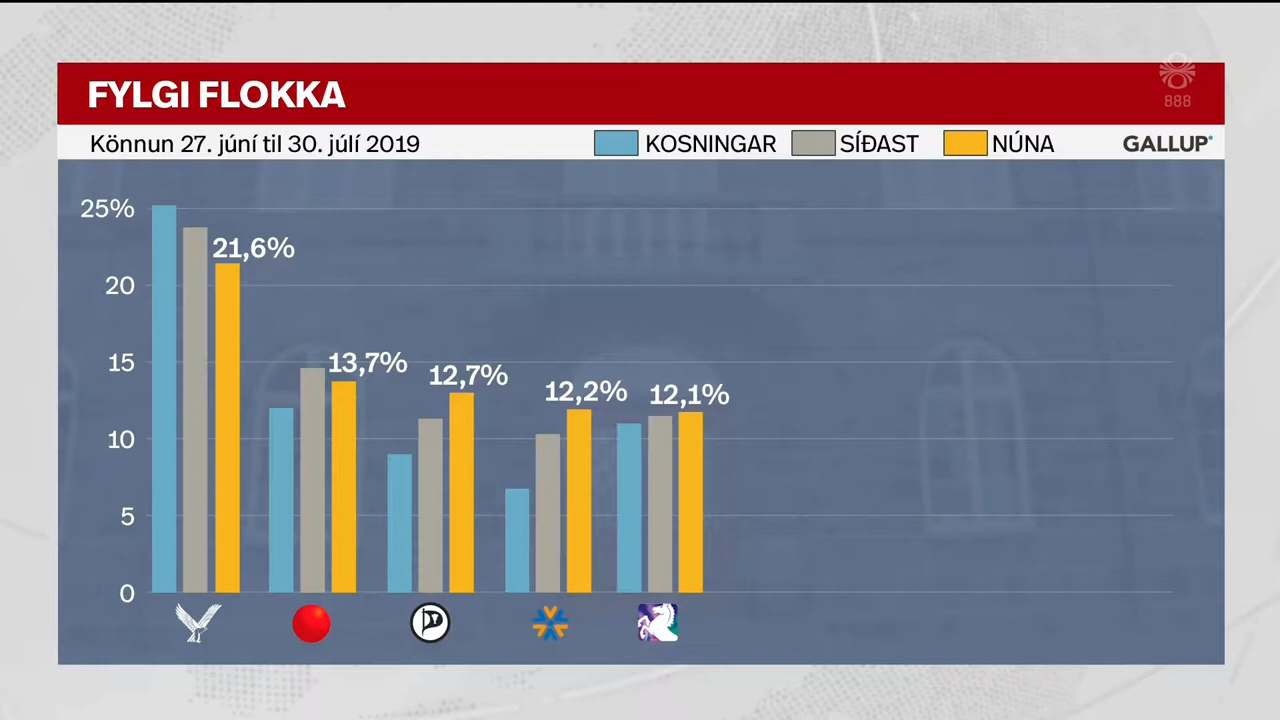 FYLGI FLOKKA
888
Könnun 27. júní til 30. júlí 2019
KOSNINGAR
SÍÐAST
NÚNA
GALLUP
25%
20
15
10
5
0
21,6%
13,7%
12,7%
12,2%
12,1%